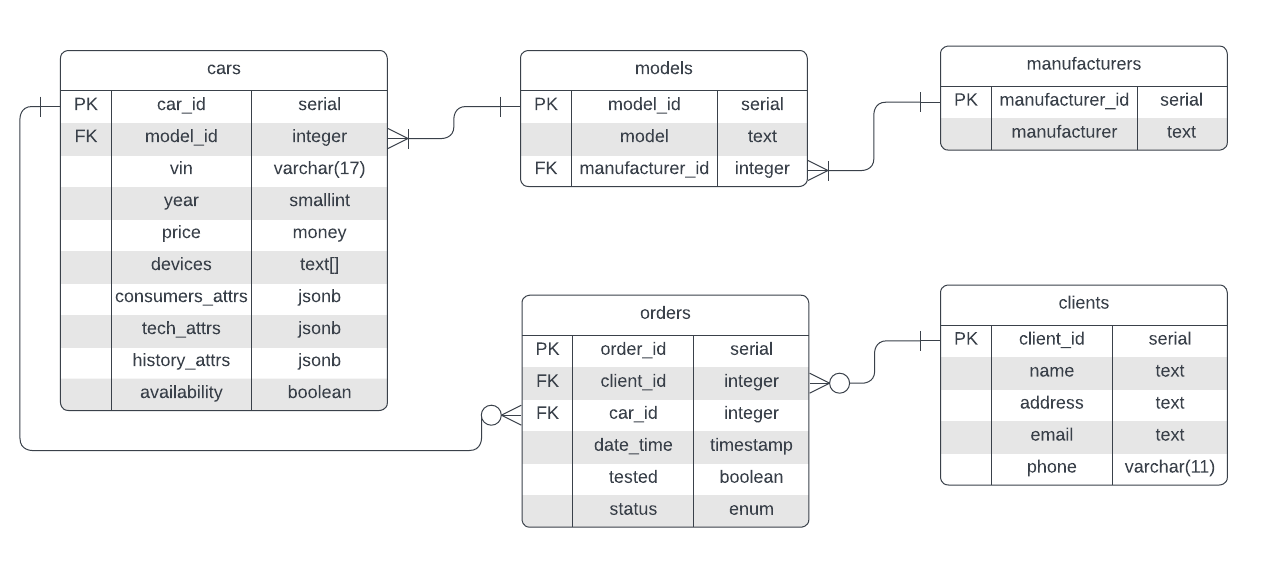 cars
PK car_id serial
FK model_id integer
vin varchar(17)
year smallint
price money
devices text[]
consumers_attrs jsonb
tech_attrs jsonb
history_attrs jsonb
availability boolean
models
PK model_id serial
model text
FK manufacturer_id integer
manufacturers
PK manufacturer_id serial
manufacturer text
orders
PK order_id serial
FK client_id integer
FK car_id integer
date_time timestamp
tested boolean
status enum
clients
PK client_id serial
name text
address text
email text
phone varchar(11)